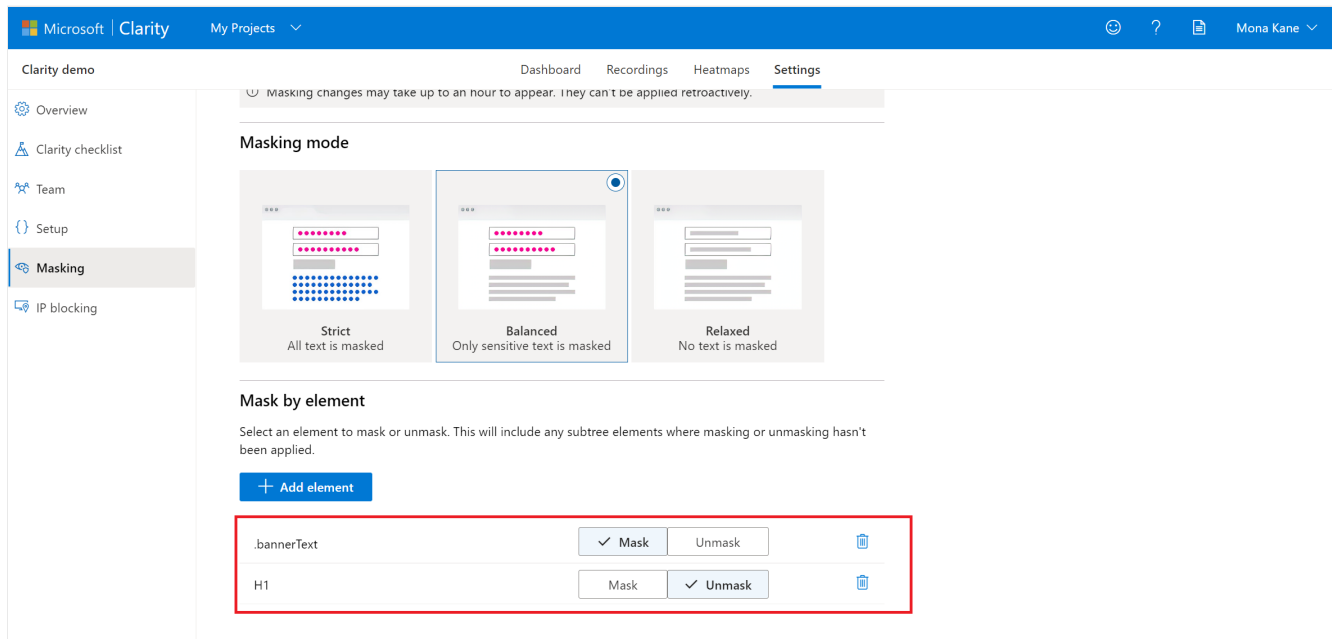 Microsoft | Clarity My Projects Mona Kane
Clarity demo Dashboard Recordings Heatmaps Settings
Masking changes may take up to an hour to appear. They can't be applied retroactively.
Overview
Clarity checklist
Team
Setup
Masking
IP blocking
Masking mode
Strict
All text is masked
Balanced
Only sensitive text is masked
Relaxed
No text is masked
Mask by element
Select an element to mask or unmask. This will include any subtree elements where masking or unmasking hasn't
been applied.
Add element
.bannerText Mask Unmask
H1 Mask Unmask